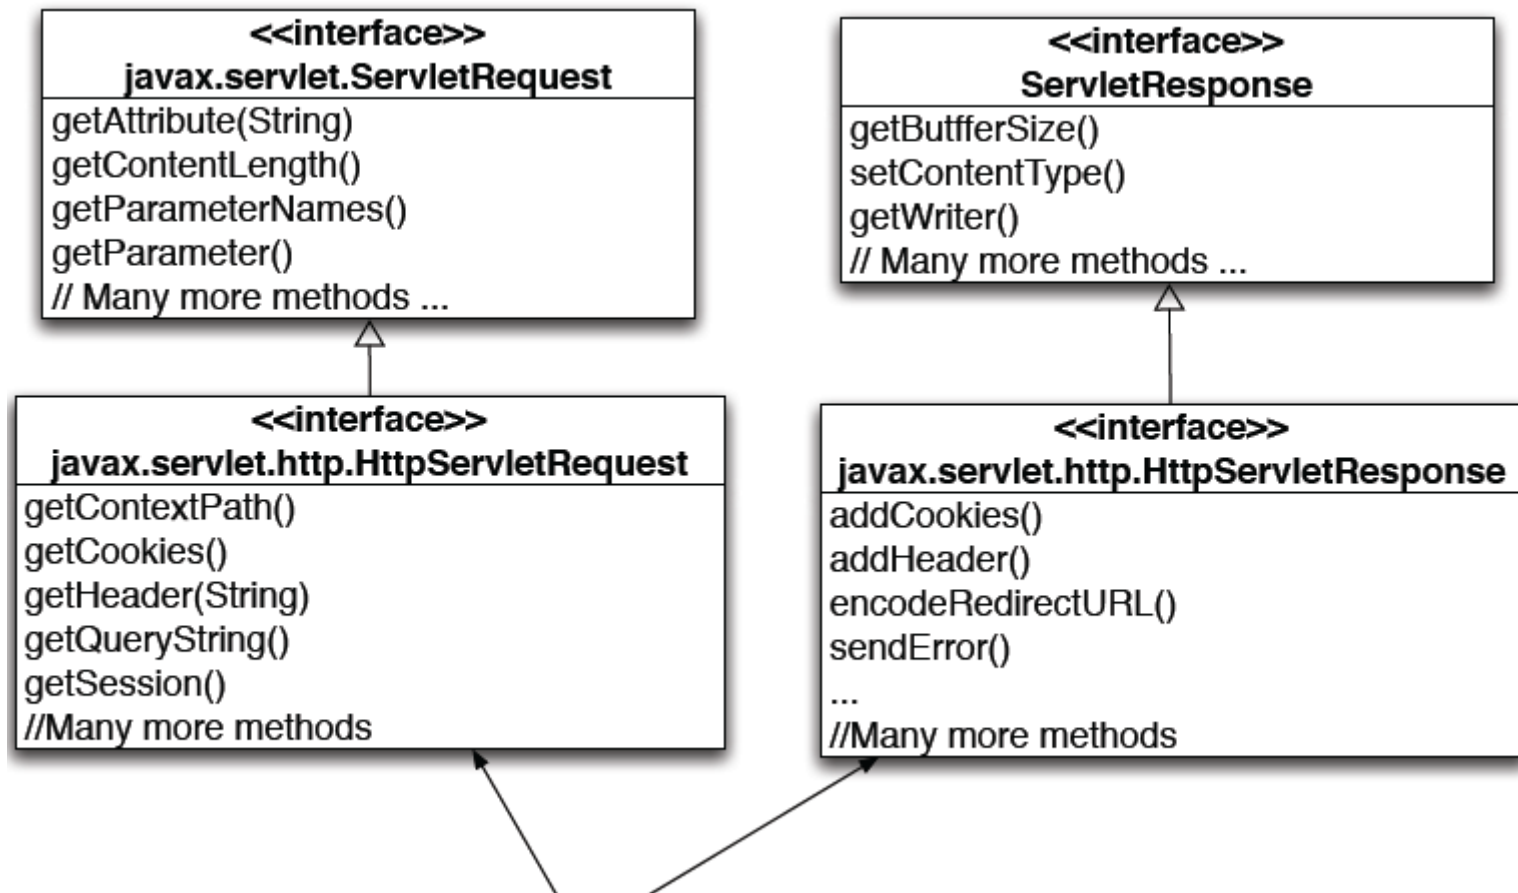 <<interface>>
javax.servlet.ServletRequest
getAttribute(String)
getContentLength()
getParameterNames()
getParameter()
// Many more methods ...
<<interface>>
ServletResponse
getButfferSize()
setContentType()
getWriter()
// Many more methods ...
<<interface>>
javax.servlet.http.HttpServletRequest
getContextPath()
getCookies()
getHeader(String)
getQueryString()
getSession()
//Many more methods
<<interface>>
javax.servlet.http.HttpServletResponse
addCookies()
addHeader()
encodeRedirectURL()
sendError()
...
//Many more methods